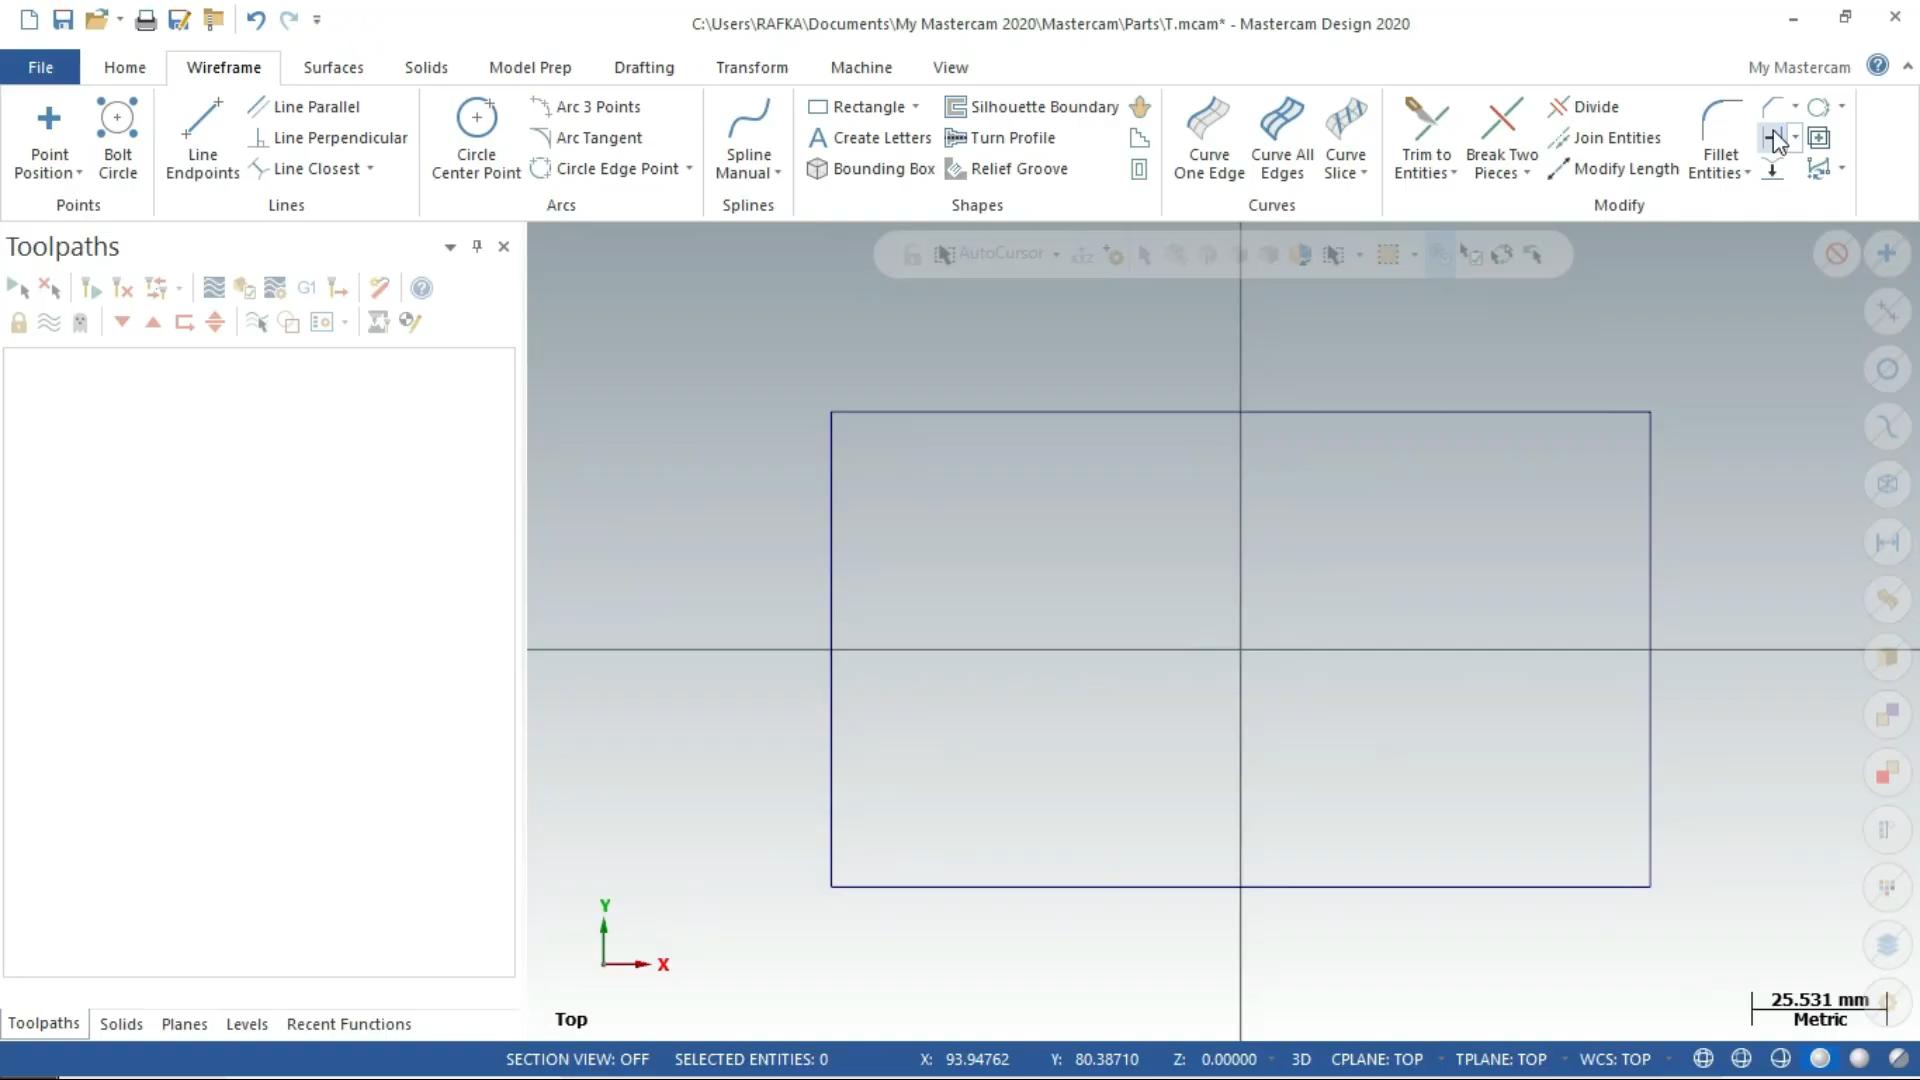 C:\Users\RAFKA\Documents\My Mastercam 2020\Mastercam\Parts\T.mcam* - Mastercam Design 2020
File Home Wireframe Surfaces Solids Model Prep Drafting Transform Machine View My Mastercam
Point Position
Bolt Circle
Points
Line Endpoints
Line Parallel
Line Perpendicular
Line Closest
Lines
Circle Center Point
Arc 3 Points
Arc Tangent
Circle Edge Point
Arcs
Spline Manual
Splines
Rectangle
Create Letters
Bounding Box
Silhouette Boundary
Turn Profile
Relief Groove
Shapes
Curve One Edge
Curve All Edges
Curve Slice
Curves
Trim to Entities
Break Two Pieces
Divide
Join Entities
Modify Length
Fillet Entities
Modify
Toolpaths
G1
AutoCursor
XYZ
Y
X
Top
25.531 mm
Metric
Toolpaths Solids Planes Levels Recent Functions
SECTION VIEW: OFF SELECTED ENTITIES: 0 X: 93.94762 Y: 80.38710 Z: 0.00000 3D CPLANE: TOP TPLANE: TOP WCS: TOP